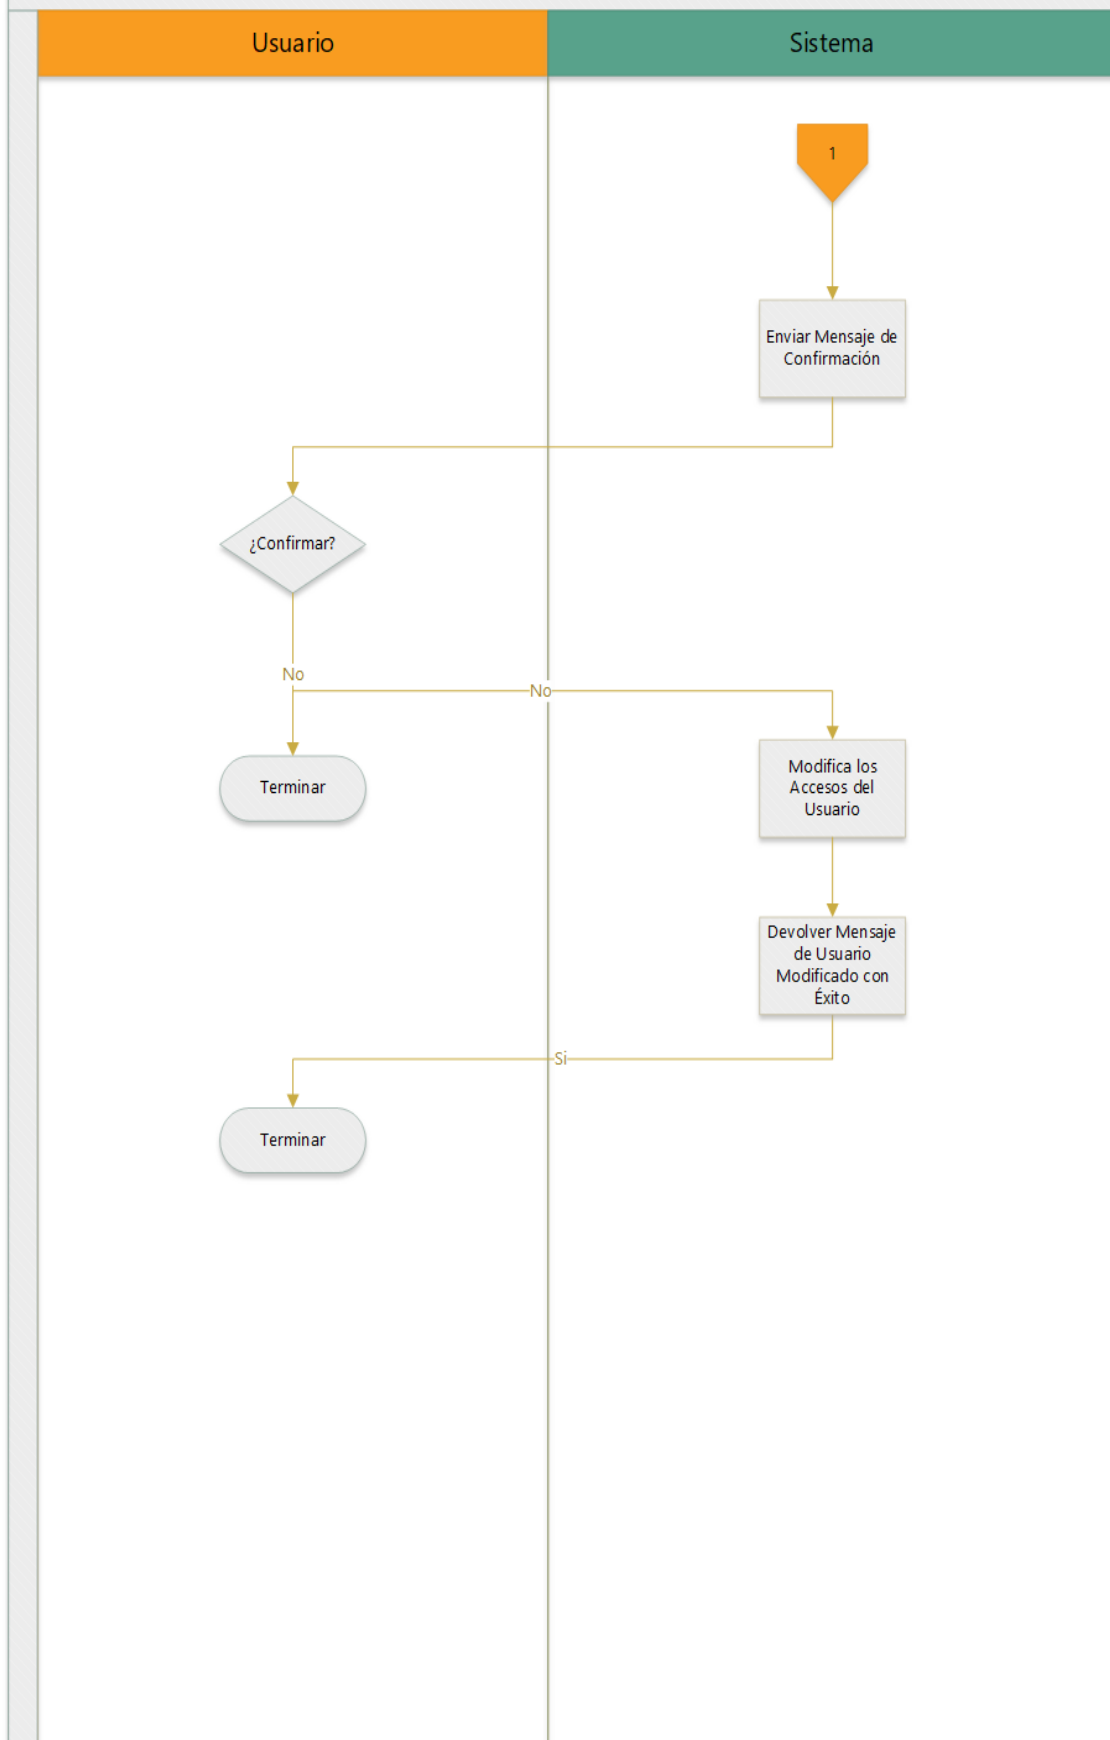 Usuario
Sistema
1
Enviar Mensaje de
Confirmación
¿Confirmar?
No
No
Modifica los
Accesos del
Usuario
Terminar
Devolver Mensaje
de Usuario
Modificado con
Éxito
Si
Terminar